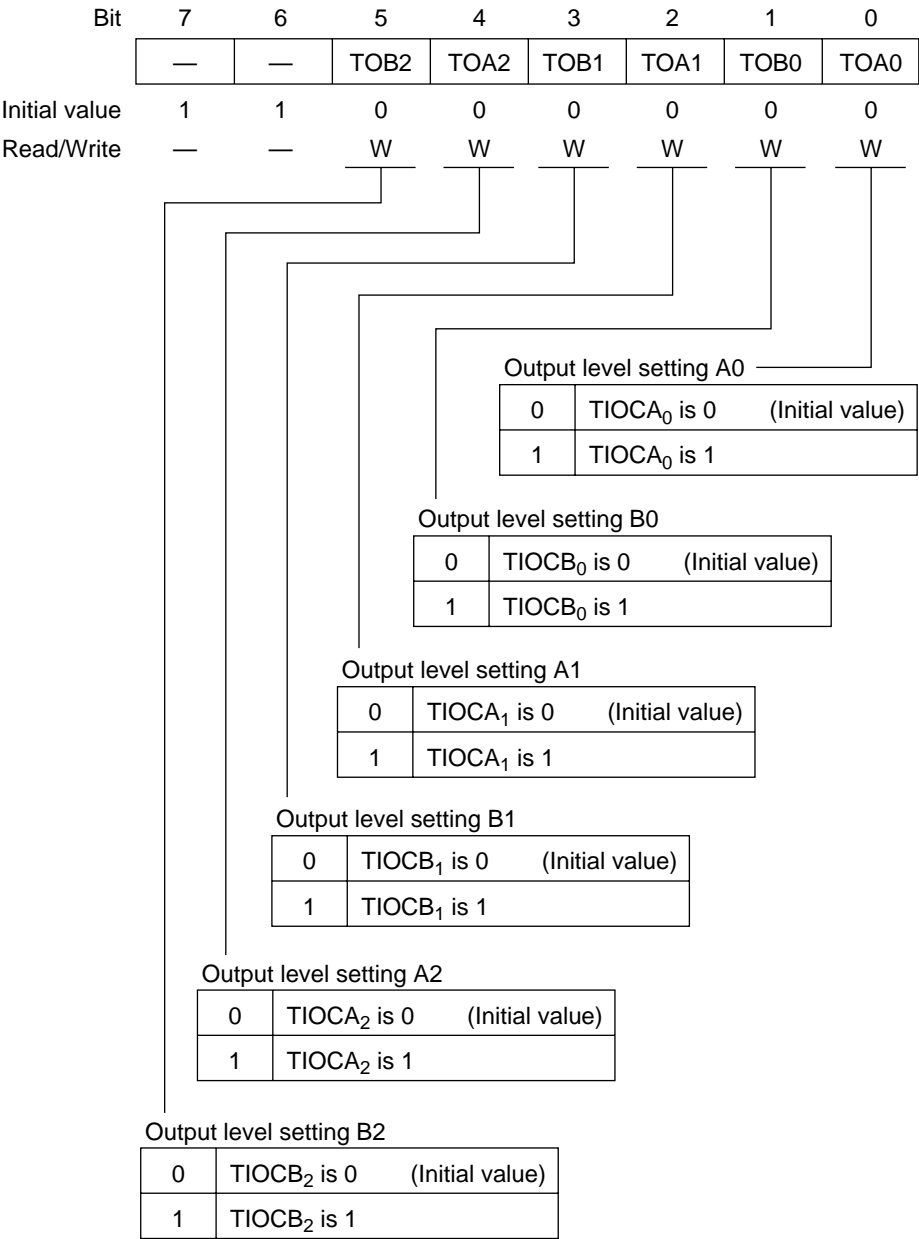 Bit 7 6 5 4 3 2 1 0
— — TOB2 TOA2 TOB1 TOA1 TOB0 TOA0
Initial value 1 1 0 0 0 0 0 0
Read/Write — — W W W W W W
Output level setting A0
0 TIOCA₀ is 0 (Initial value)
1 TIOCA₀ is 1
Output level setting B0
0 TIOCB₀ is 0 (Initial value)
1 TIOCB₀ is 1
Output level setting A1
0 TIOCA₁ is 0 (Initial value)
1 TIOCA₁ is 1
Output level setting B1
0 TIOCB₁ is 0 (Initial value)
1 TIOCB₁ is 1
Output level setting A2
0 TIOCA₂ is 0 (Initial value)
1 TIOCA₂ is 1
Output level setting B2
0 TIOCB₂ is 0 (Initial value)
1 TIOCB₂ is 1